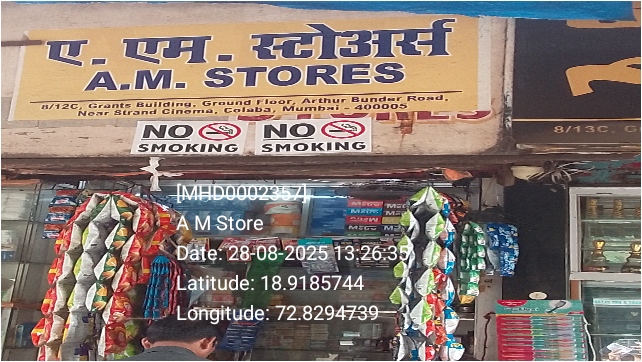 ए. एम. स्टोअर्स
A.M. STORES
8/12C, Grants Building, Ground Floor, Arthur Bunder Road,
Near Strand Cinema, Colaba, Mumbai - 400005
STORES
NO SMOKING
NO SMOKING
8/13C, G
[MHD0002357]
A M Store
Date: 28-08-2025 13:26:35
Latitude: 18.9185744
Longitude: 72.8294739